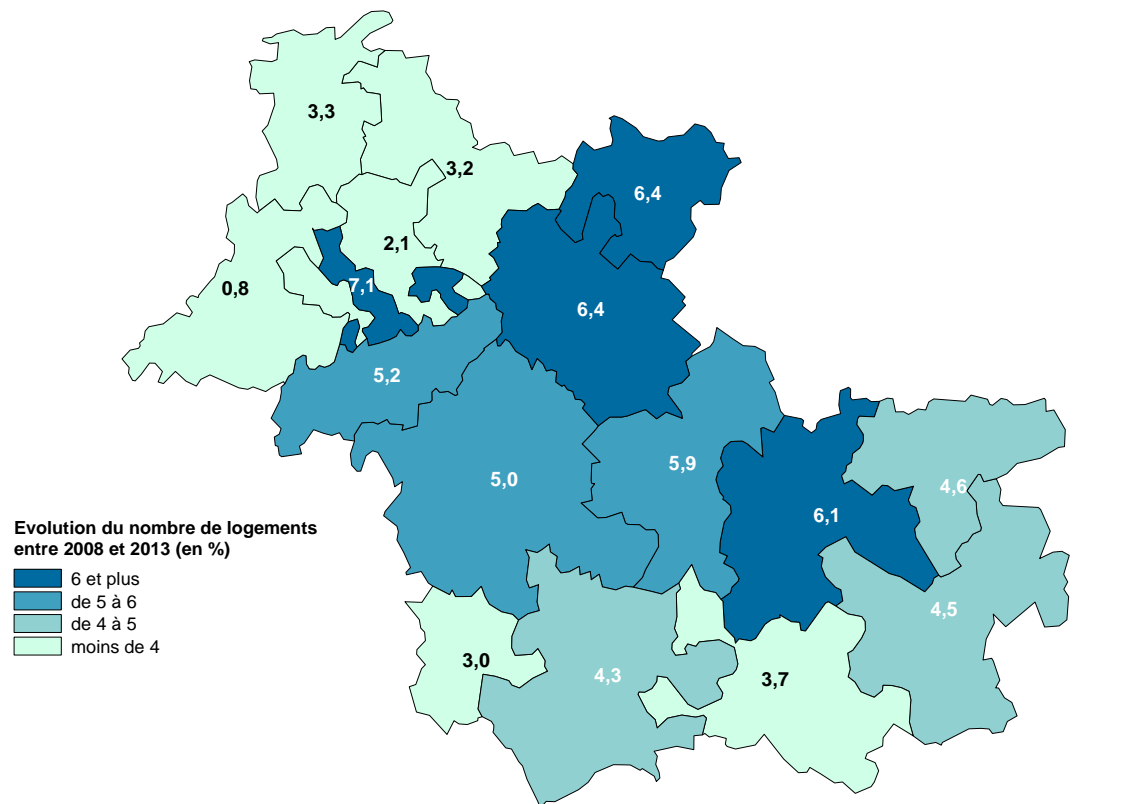 3,3
3,2
6,4
2,1
0,8
7,1
6,4
5,2
5,9
5,0
4,6
6,1
Evolution du nombre de logements
entre 2008 et 2013 (en %)
6 et plus
de 5 à 6
de 4 à 5
moins de 4
4,5
3,0
4,3
3,7